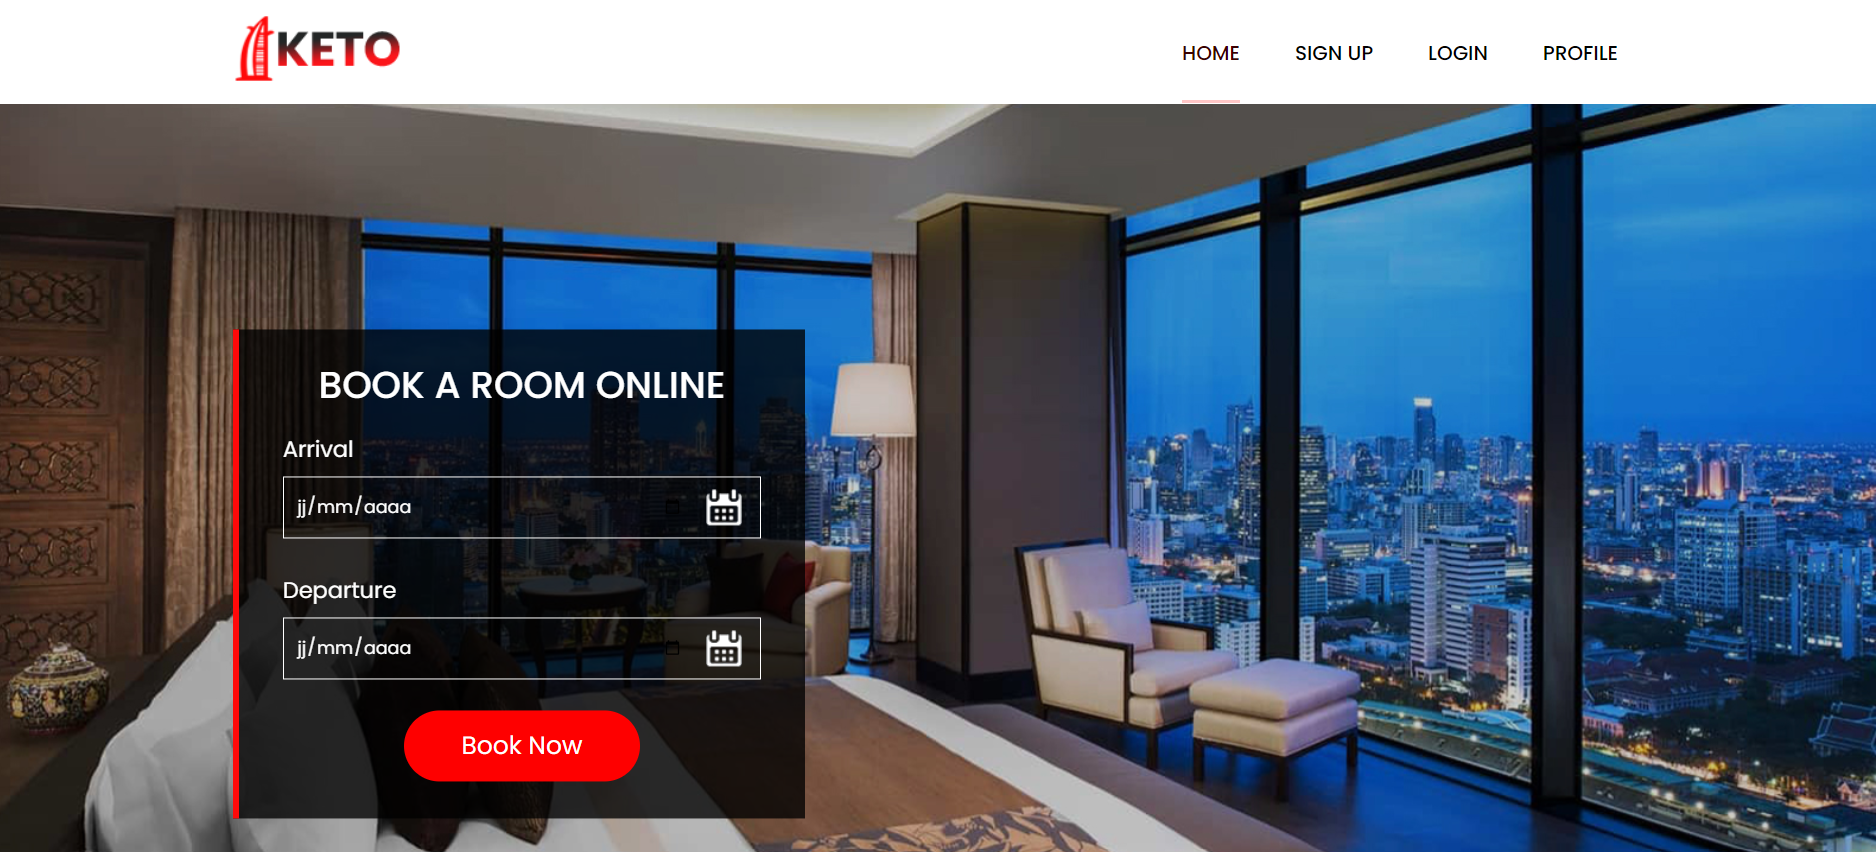 KETO
HOME SIGN UP LOGIN PROFILE
BOOK A ROOM ONLINE
Arrival
jj/mm/aaaa
Departure
jj/mm/aaaa
Book Now